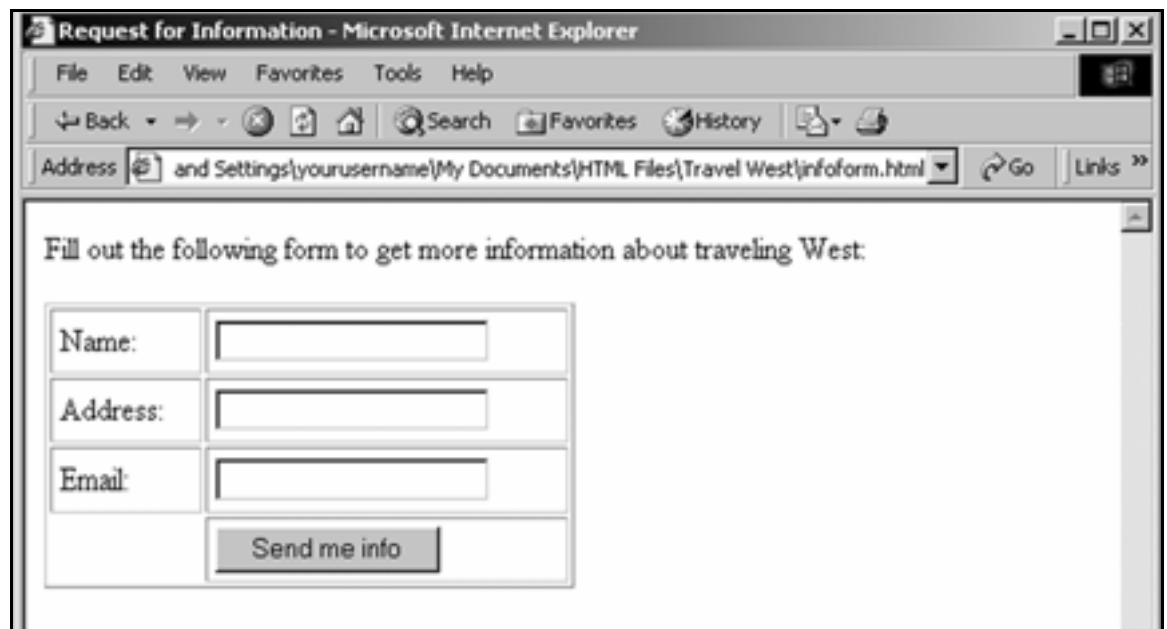 Request for Information - Microsoft Internet Explorer
File Edit View Favorites Tools Help
Back Search Favorites History
Address and Settings\yourusername\My Documents\HTML Files\Travel West\infoform.html Go Links »
Fill out the following form to get more information about traveling West:
Name:
Address:
Email:
Send me info